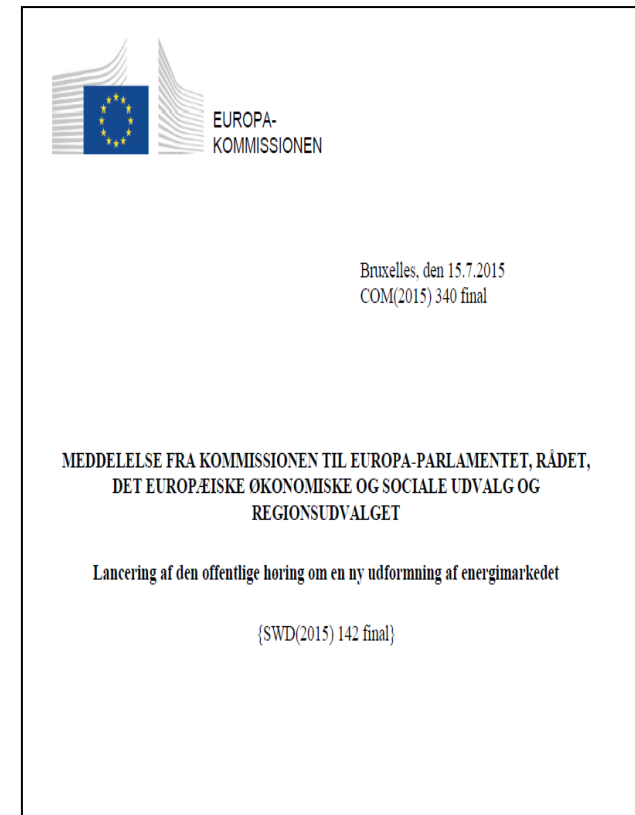 EUROPA-
KOMMISSIONEN
Bruxelles, den 15.7.2015
COM(2015) 340 final
MEDDELELSE FRA KOMMISSIONEN TIL EUROPA-PARLAMENTET, RÅDET,
DET EUROPÆISKE ØKONOMISKE OG SOCIALE UDVALG OG
REGIONSUDVALGET
Lancering af den offentlige høring om en ny udformning af energimarkedet
{SWD(2015) 142 final}